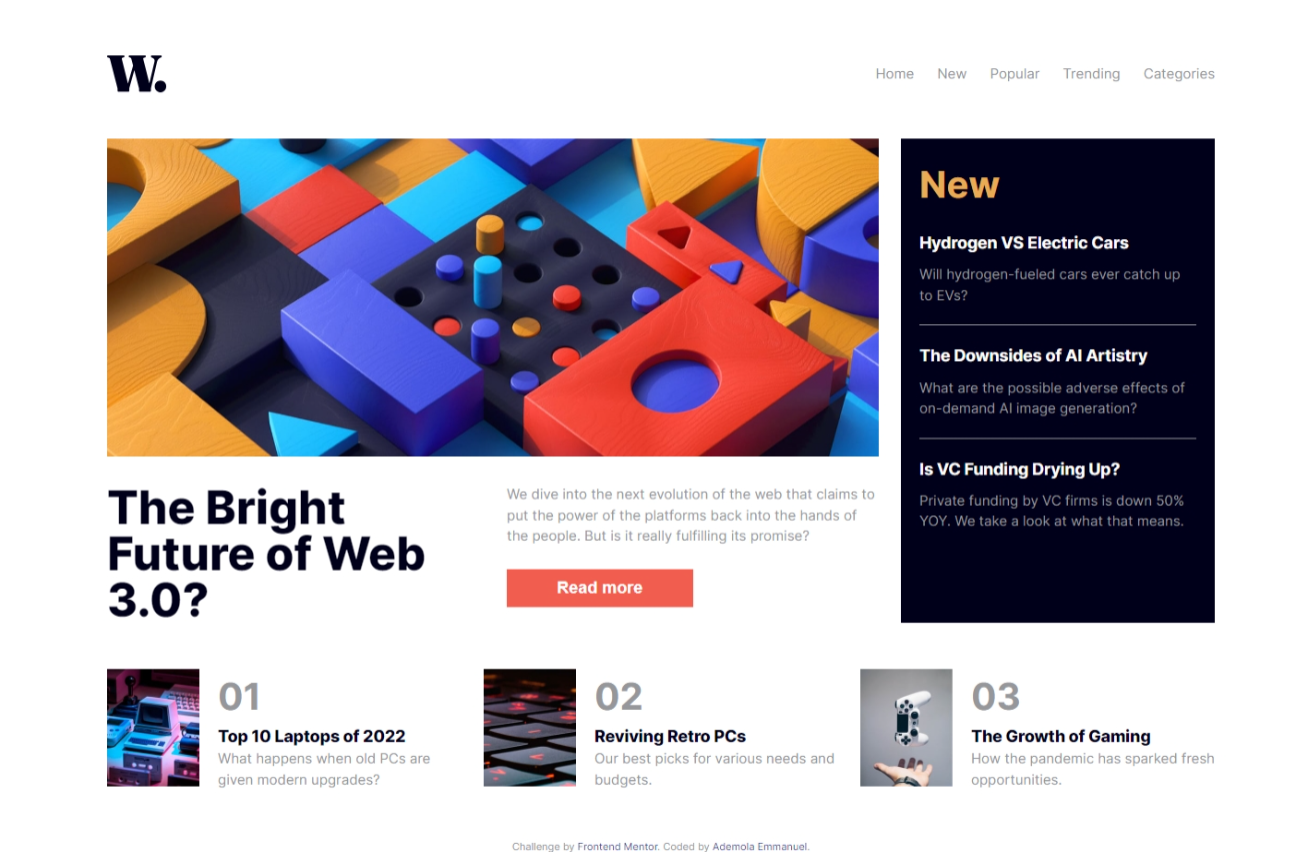 W.
Home New Popular Trending Categories
New
Hydrogen VS Electric Cars
Will hydrogen-fueled cars ever catch up
to EVs?
The Downsides of AI Artistry
What are the possible adverse effects of
on-demand AI image generation?
Is VC Funding Drying Up?
Private funding by VC firms is down 50%
YOY. We take a look at what that means.
The Bright
Future of Web
3.0?
We dive into the next evolution of the web that claims to
put the power of the platforms back into the hands of
the people. But is it really fulfilling its promise?
Read more
01
Top 10 Laptops of 2022
What happens when old PCs are
given modern upgrades?
02
Reviving Retro PCs
Our best picks for various needs and
budgets.
03
The Growth of Gaming
How the pandemic has sparked fresh
opportunities.
Challenge by Frontend Mentor. Coded by Ademola Emmanuel.